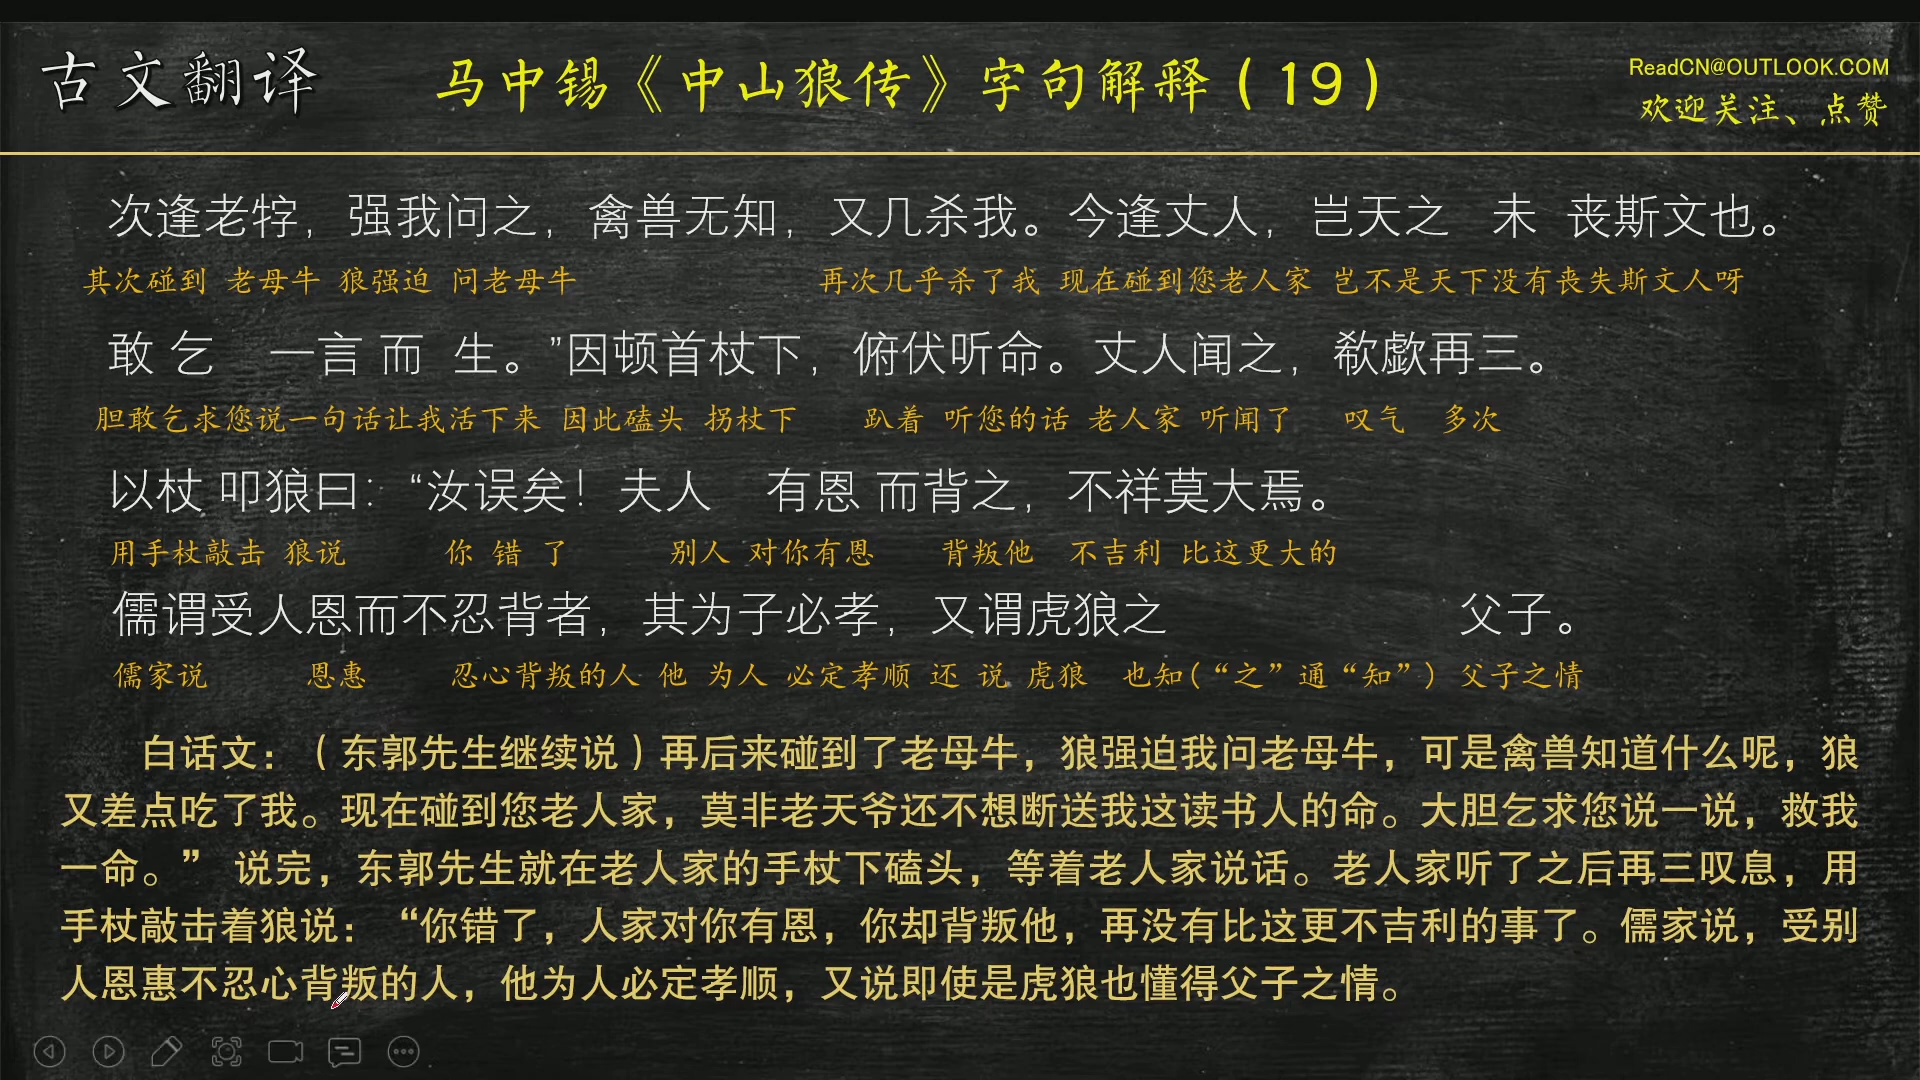 古文翻译
马中锡《中山狼传》字句解释（19）
ReadCN@OUTLOOK.COM
欢迎关注、点赞
次逢老牸，强我问之，禽兽无知，又几杀我。今逢丈人，岂天之 未 丧斯文也。
其次碰到 老母牛 狼强迫 问老母牛 再次几乎杀了我 现在碰到您老人家 岂不是天下没有丧失斯文人呀
敢 乞 一言 而 生。”因顿首杖下，俯伏听命。丈人闻之，欷歔再三。
胆敢乞求您说一句话让我活下来 因此磕头 拐杖下 趴着 听您的话 老人家 听闻了 叹气 多次
以杖 叩狼曰：“汝误矣！夫人 有恩 而背之，不祥莫大焉。
用手杖敲击 狼说 你 错 了 别人 对你有恩 背叛他 不吉利 比这更大的
儒谓受人恩而不忍背者，其为子必孝，又谓虎狼之 父子。
儒家说 恩惠 忍心背叛的人 他 为人 必定孝顺 还 说 虎狼 也知（“之”通“知”）父子之情
白话文：（东郭先生继续说）再后来碰到了老母牛，狼强迫我问老母牛，可是禽兽知道什么呢，狼
又差点吃了我。现在碰到您老人家，莫非老天爷还不想断送我这读书人的命。大胆乞求您说一说，救我
一命。” 说完，东郭先生就在老人家的手杖下磕头，等着老人家说话。老人家听了之后再三叹息，用
手杖敲击着狼说：“你错了，人家对你有恩，你却背叛他，再没有比这更不吉利的事了。儒家说，受别
人恩惠不忍心背叛的人，他为人必定孝顺，又说即使是虎狼也懂得父子之情。